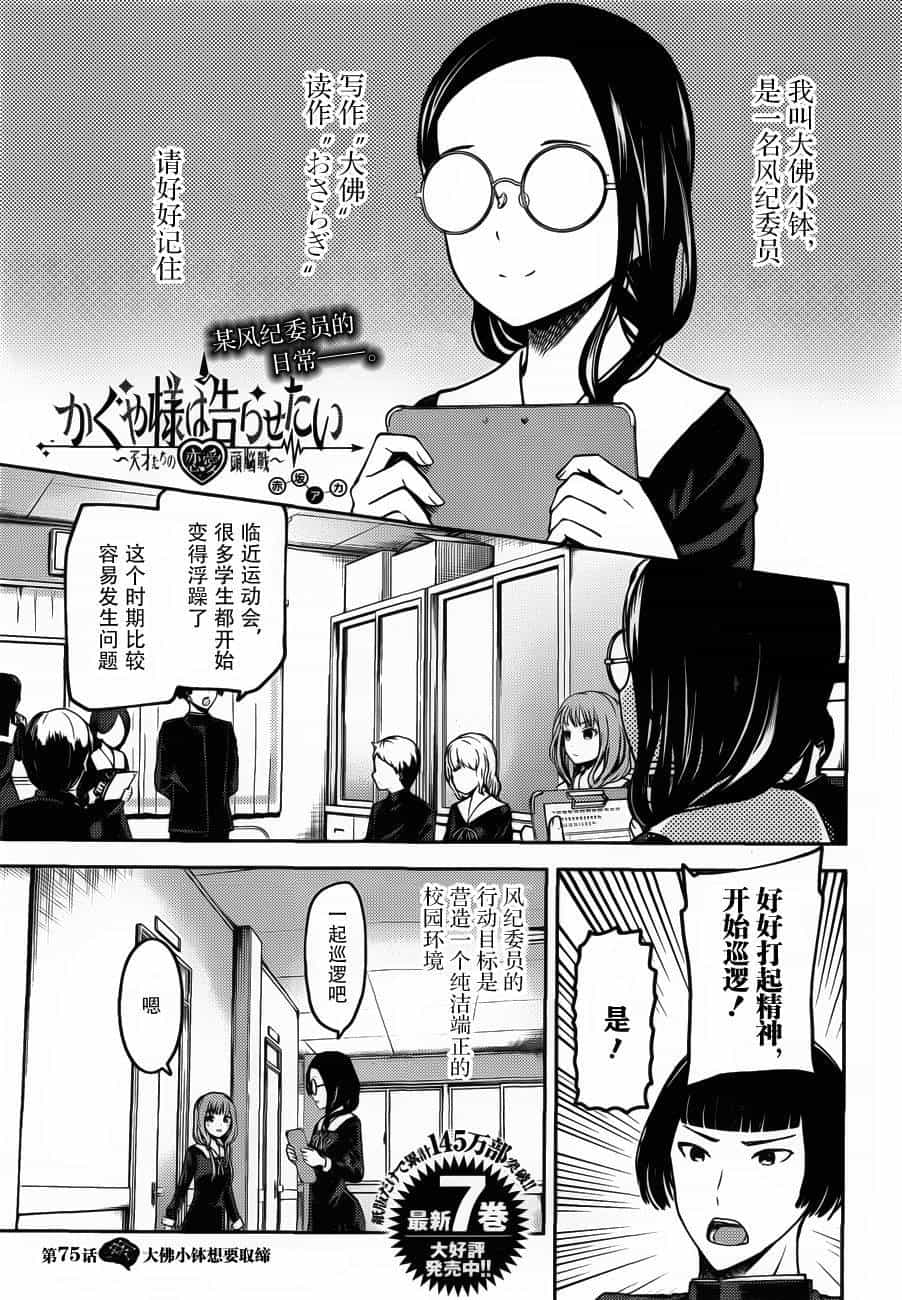 我叫大佛小钵，
是一名风纪委员
写作“大佛”
读作“おさらぎ”
请好好记住
某风纪委员的
日常——。
かぐや様は告らせたい
～天才たちの恋愛頭脳戦～
赤坂アカ
临近运动会，
很多学生都开始
变得浮躁了
这个时期比较
容易发生问题
好好打起精神，
开始巡逻！
是！
风纪委员的
行动目标是
营造一个纯洁端正的
校园环境
一起巡逻吧
嗯
紙版だけで累計145万部突破!!
最新7巻
大好評
発売中!!
第75话 大佛小钵想要取缔